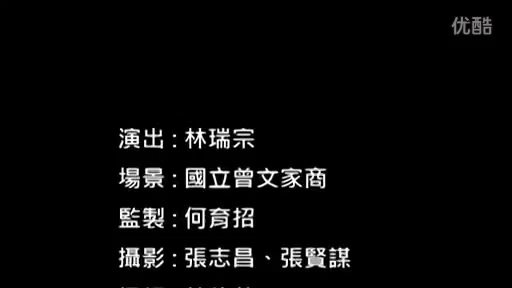 优酷
演出：林瑞宗
場景：國立曾文家商
監製：何育招
攝影：張志昌、張賢謀